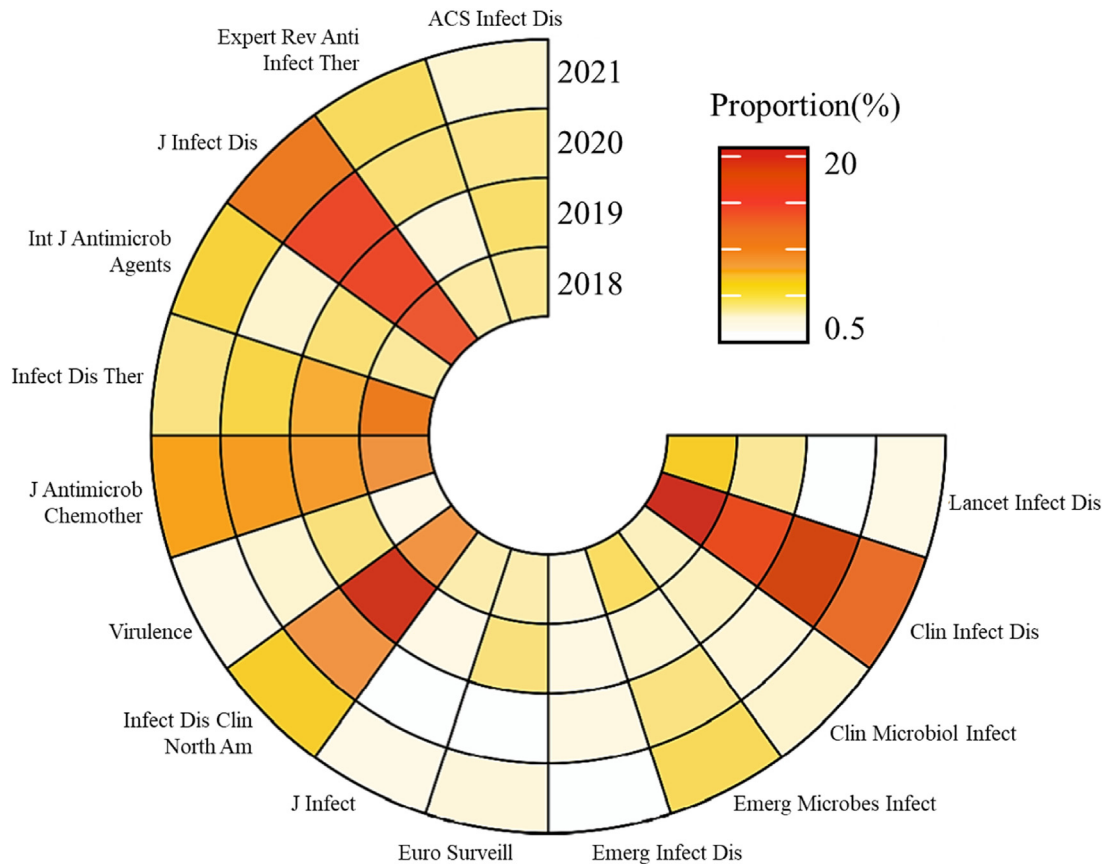 ACS Infect Dis
Expert Rev Anti
Infect Ther
J Infect Dis
Int J Antimicrob
Agents
Infect Dis Ther
J Antimicrob
Chemother
Virulence
Infect Dis Clin
North Am
J Infect
Euro Surveill
Emerg Infect Dis
Emerg Microbes Infect
Clin Microbiol Infect
Clin Infect Dis
Lancet Infect Dis
2021
2020
2019
2018
Proportion(%)
20
0.5